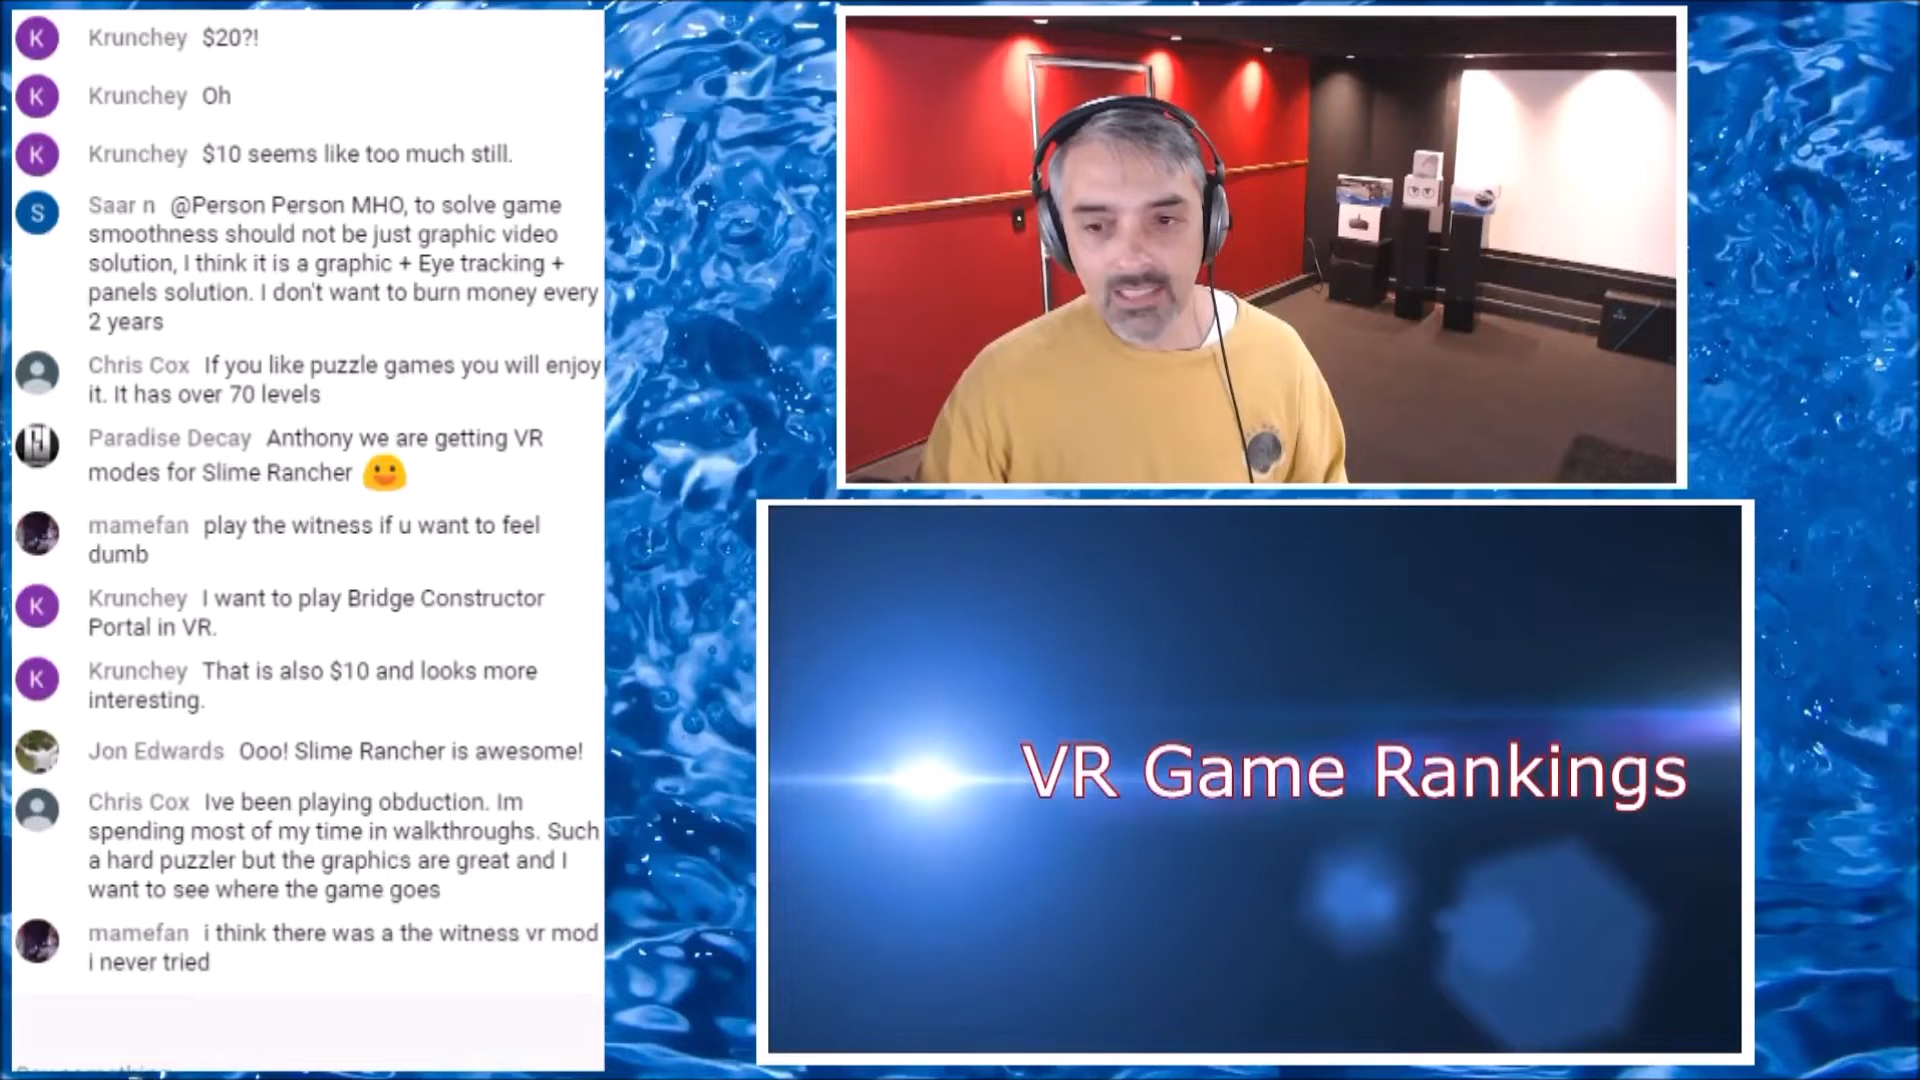 K Krunchey $20?!
K Krunchey Oh
K Krunchey $10 seems like too much still.
S Saar n @Person Person MHO, to solve game
smoothness should not be just graphic video
solution, I think it is a graphic + Eye tracking +
panels solution. I don't want to burn money every
2 years
Chris Cox If you like puzzle games you will enjoy
it. It has over 70 levels
Paradise Decay Anthony we are getting VR
modes for Slime Rancher
mamefan play the witness if u want to feel
dumb
K Krunchey I want to play Bridge Constructor
Portal in VR.
K Krunchey That is also $10 and looks more
interesting.
Jon Edwards Ooo! Slime Rancher is awesome!
Chris Cox Ive been playing obduction. Im
spending most of my time in walkthroughs. Such
a hard puzzler but the graphics are great and I
want to see where the game goes
mamefan i think there was a the witness vr mod
i never tried
VR Game Rankings